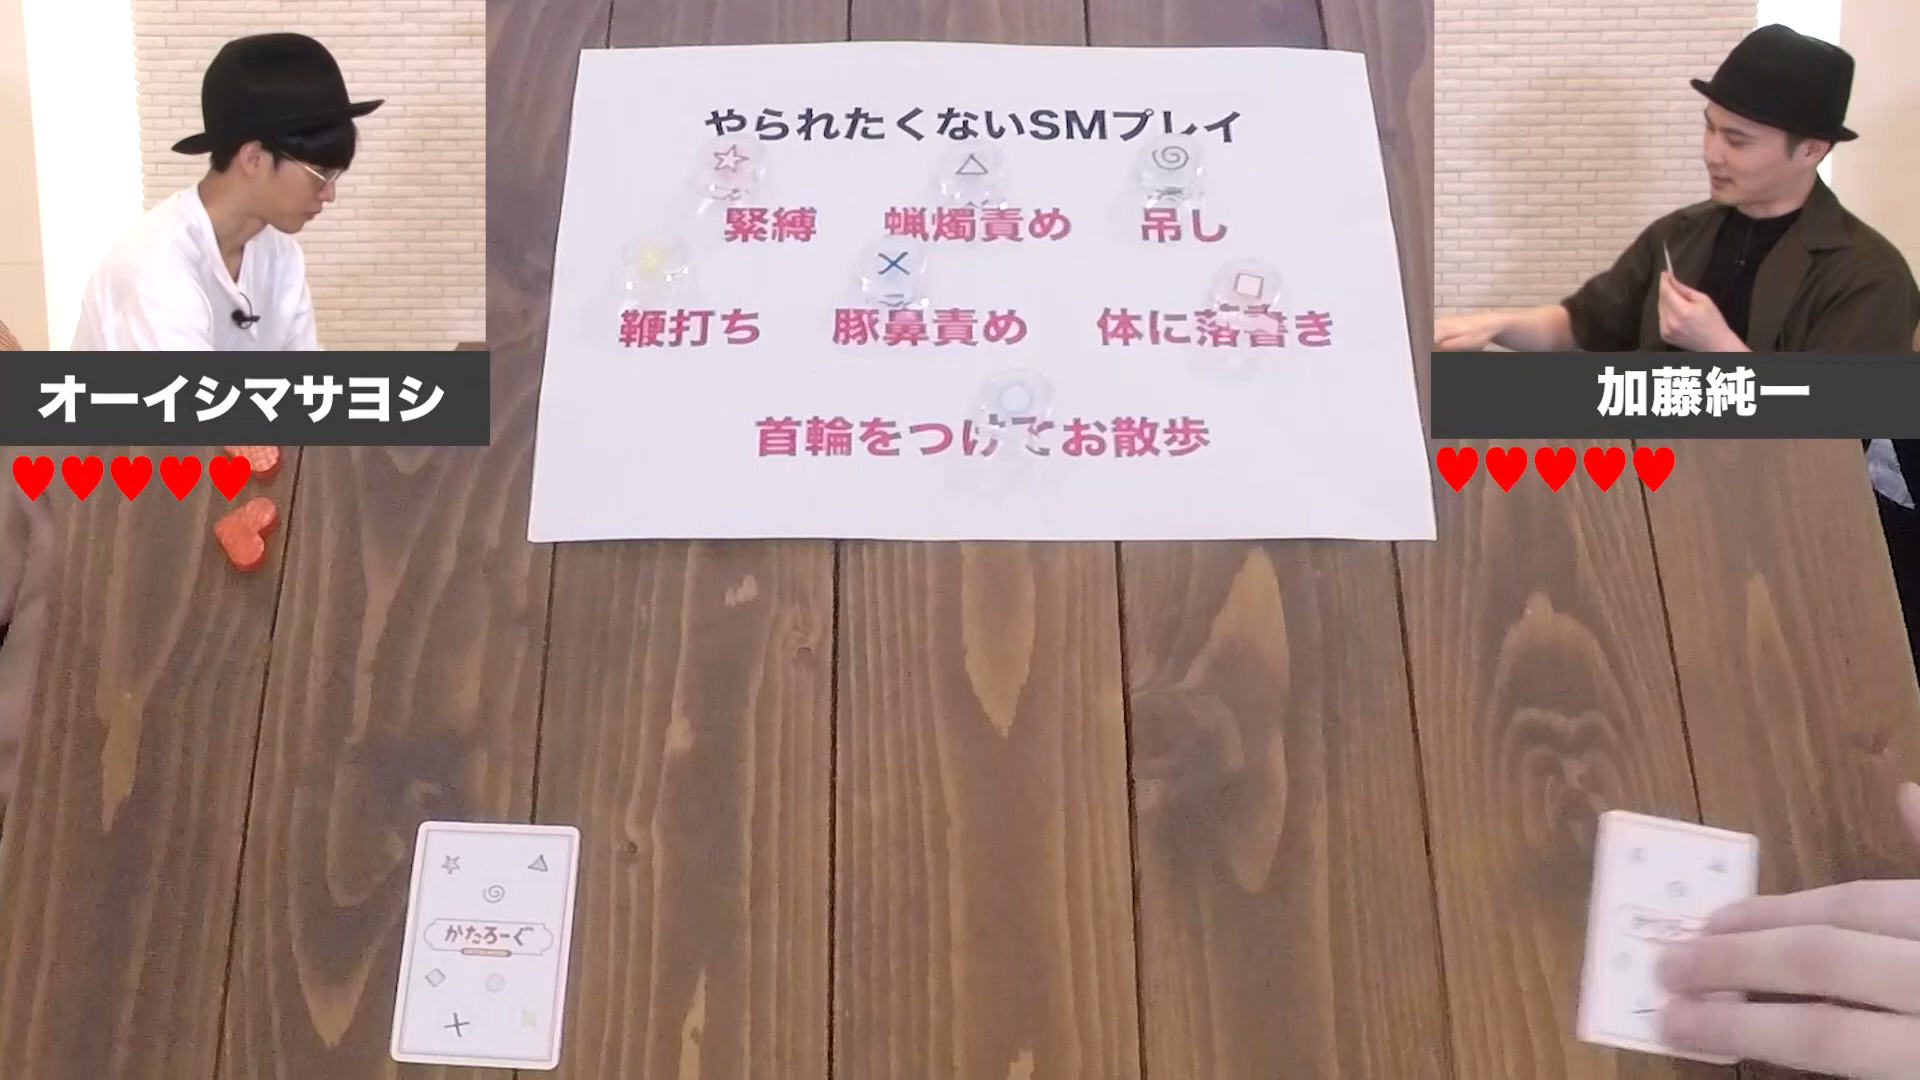 やられたくないSMプレイ
緊縛 蝋燭責め 吊し
鞭打ち 豚鼻責め 体に落書き
首輪をつけてお散歩
オーイシマサヨシ
加藤純一
かたろーぐ